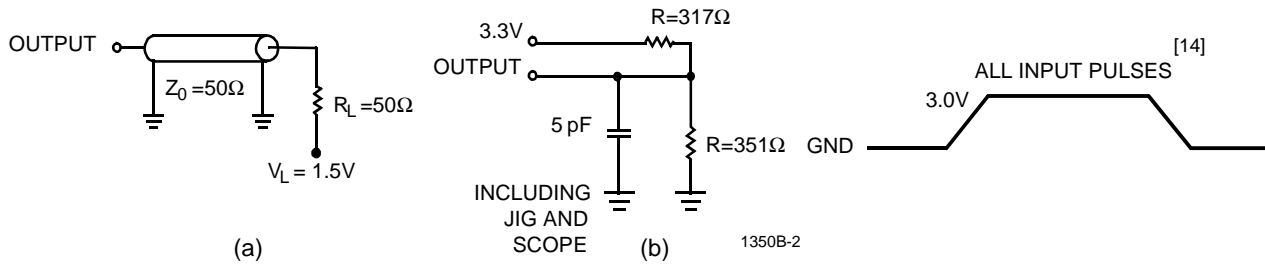 OUTPUT
Z0 =50Ω
RL =50Ω
VL = 1.5V
(a)
R=317Ω
3.3V
OUTPUT
5 pF
R=351Ω
INCLUDING
JIG AND
SCOPE
(b)
1350B-2
[14]
ALL INPUT PULSES
3.0V
GND